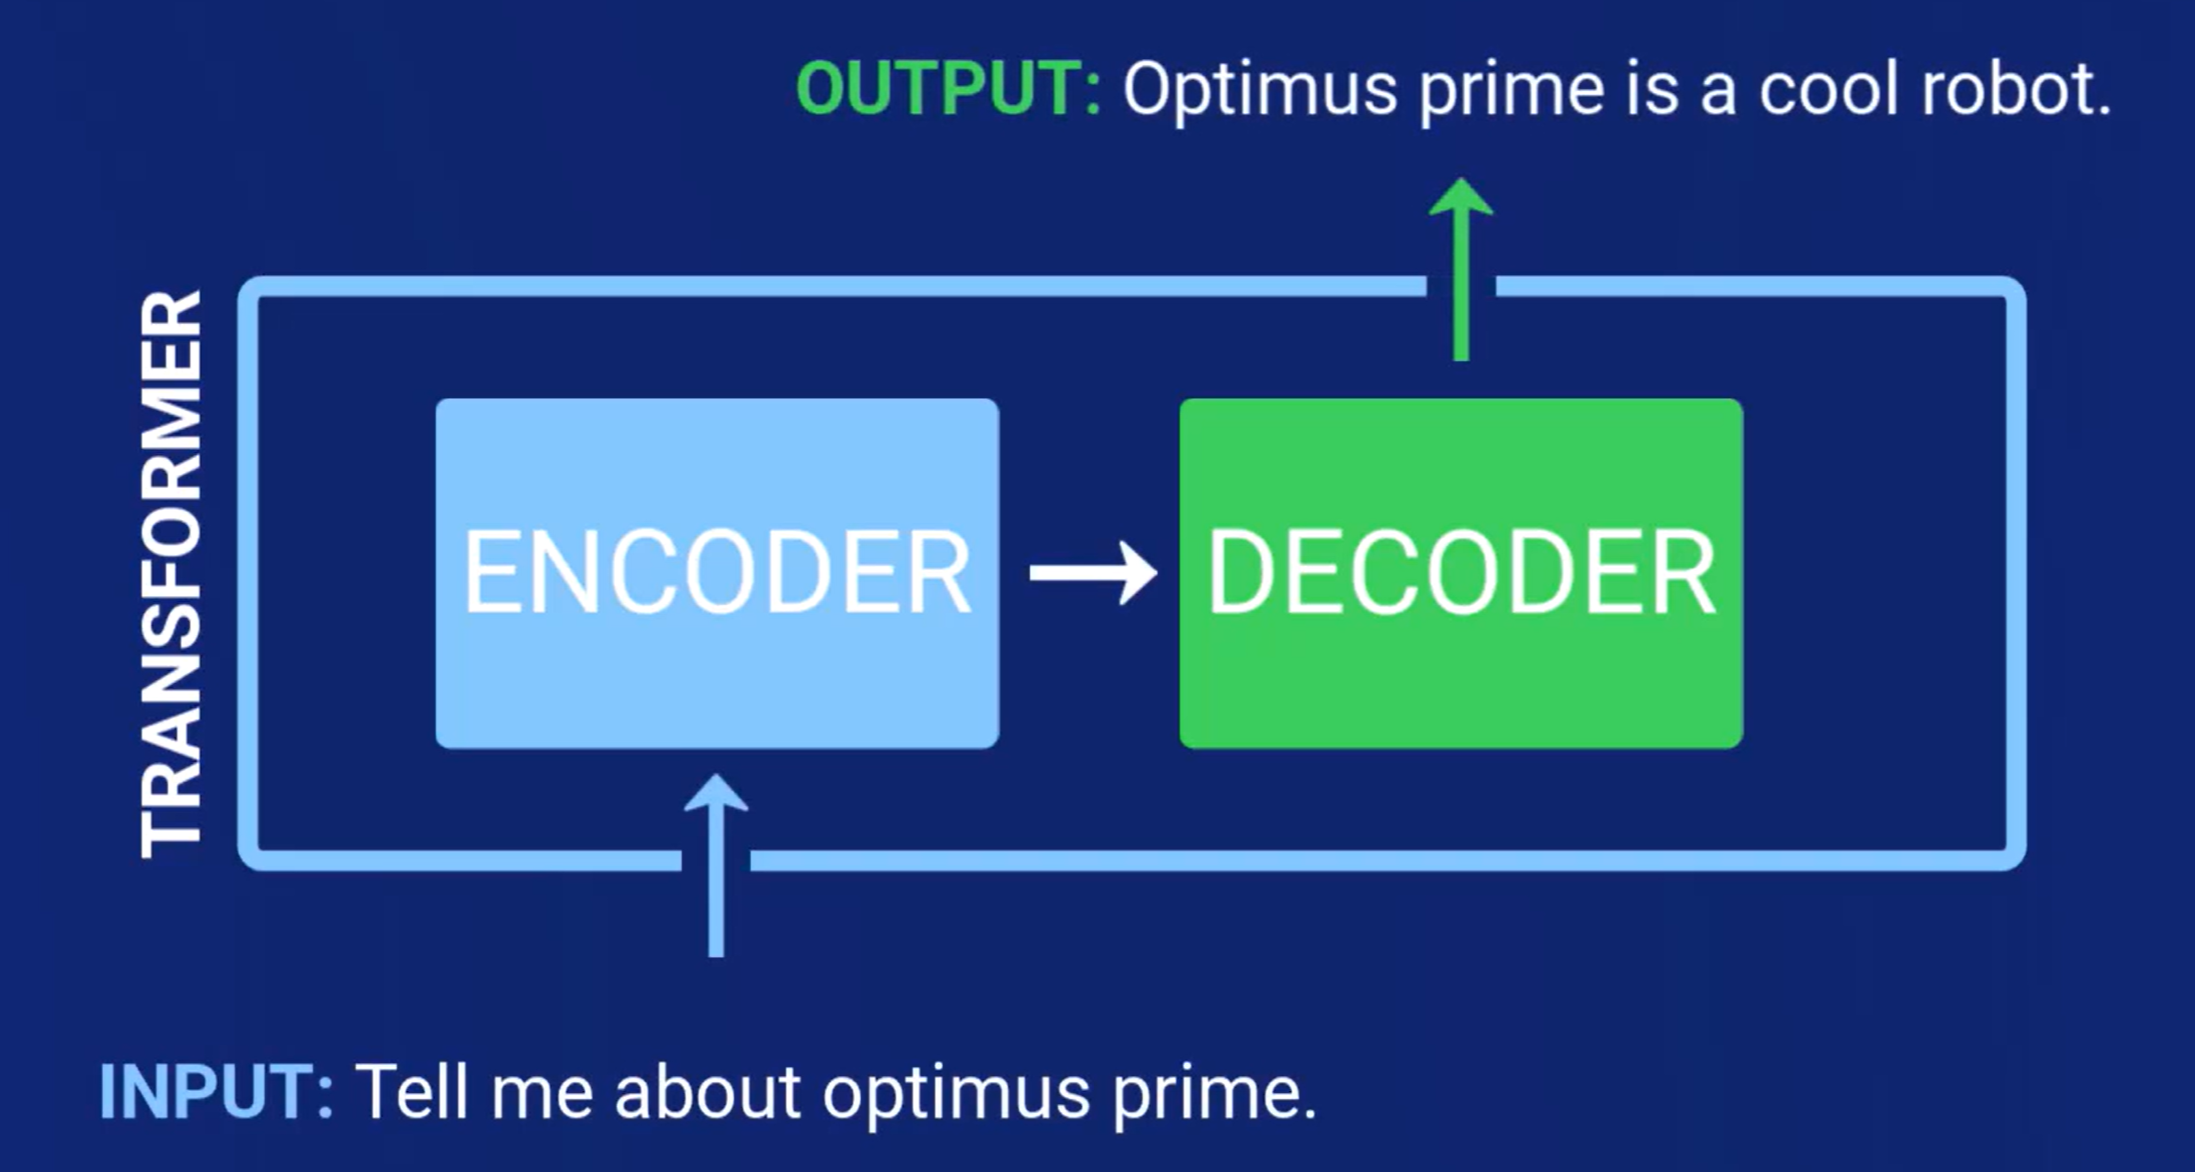 OUTPUT: Optimus prime is a cool robot.
TRANSFORMER
ENCODER
DECODER
INPUT: Tell me about optimus prime.